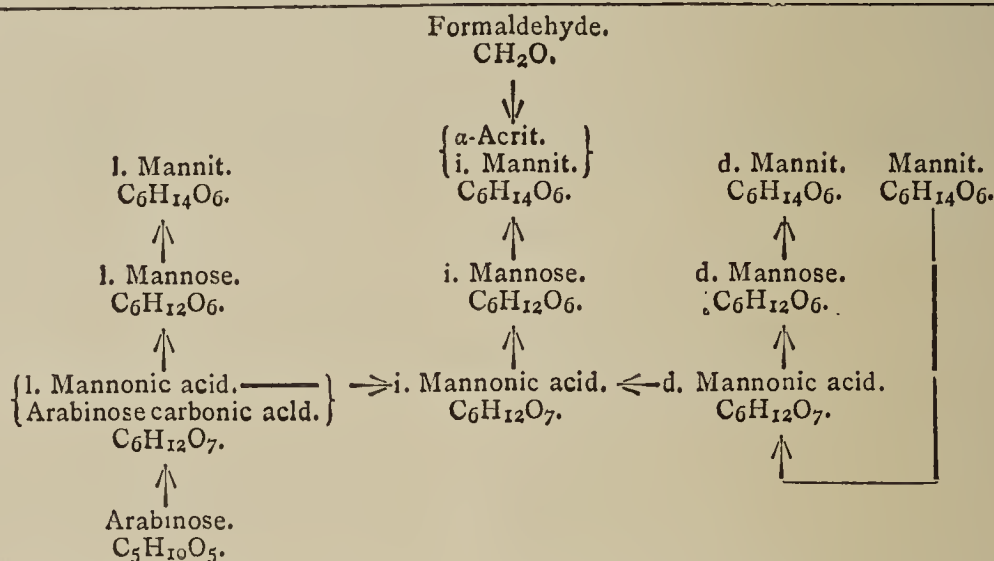 Formaldehyde.
CH₂O.
α-Acrit.
l. Mannit. i. Mannit. d. Mannit. Mannit.
C₆H₁₄O₆. C₆H₁₄O₆. C₆H₁₄O₆. C₆H₁₄O₆.
l. Mannose. i. Mannose. d. Mannose.
C₆H₁₂O₆. C₆H₁₂O₆. C₆H₁₂O₆.
l. Mannonic acid. i. Mannonic acid. d. Mannonic acid.
Arabinose carbonic acid. C₆H₁₂O₇. C₆H₁₂O₇.
C₆H₁₂O₇.
Arabinose.
C₅H₁₀O₅.